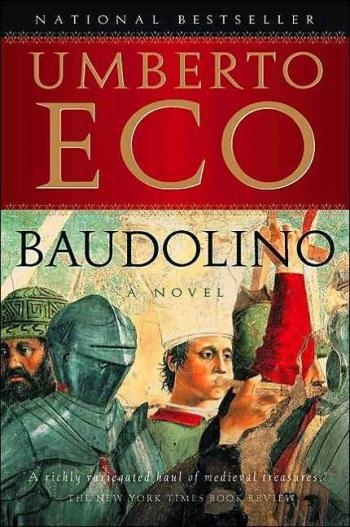 NATIONAL BESTSELLER
UMBERTO
ECO
BAUDOLINO
A NOVEL
"A richly variegated haul of medieval treasures."
—THE NEW YORK TIMES BOOK REVIEW